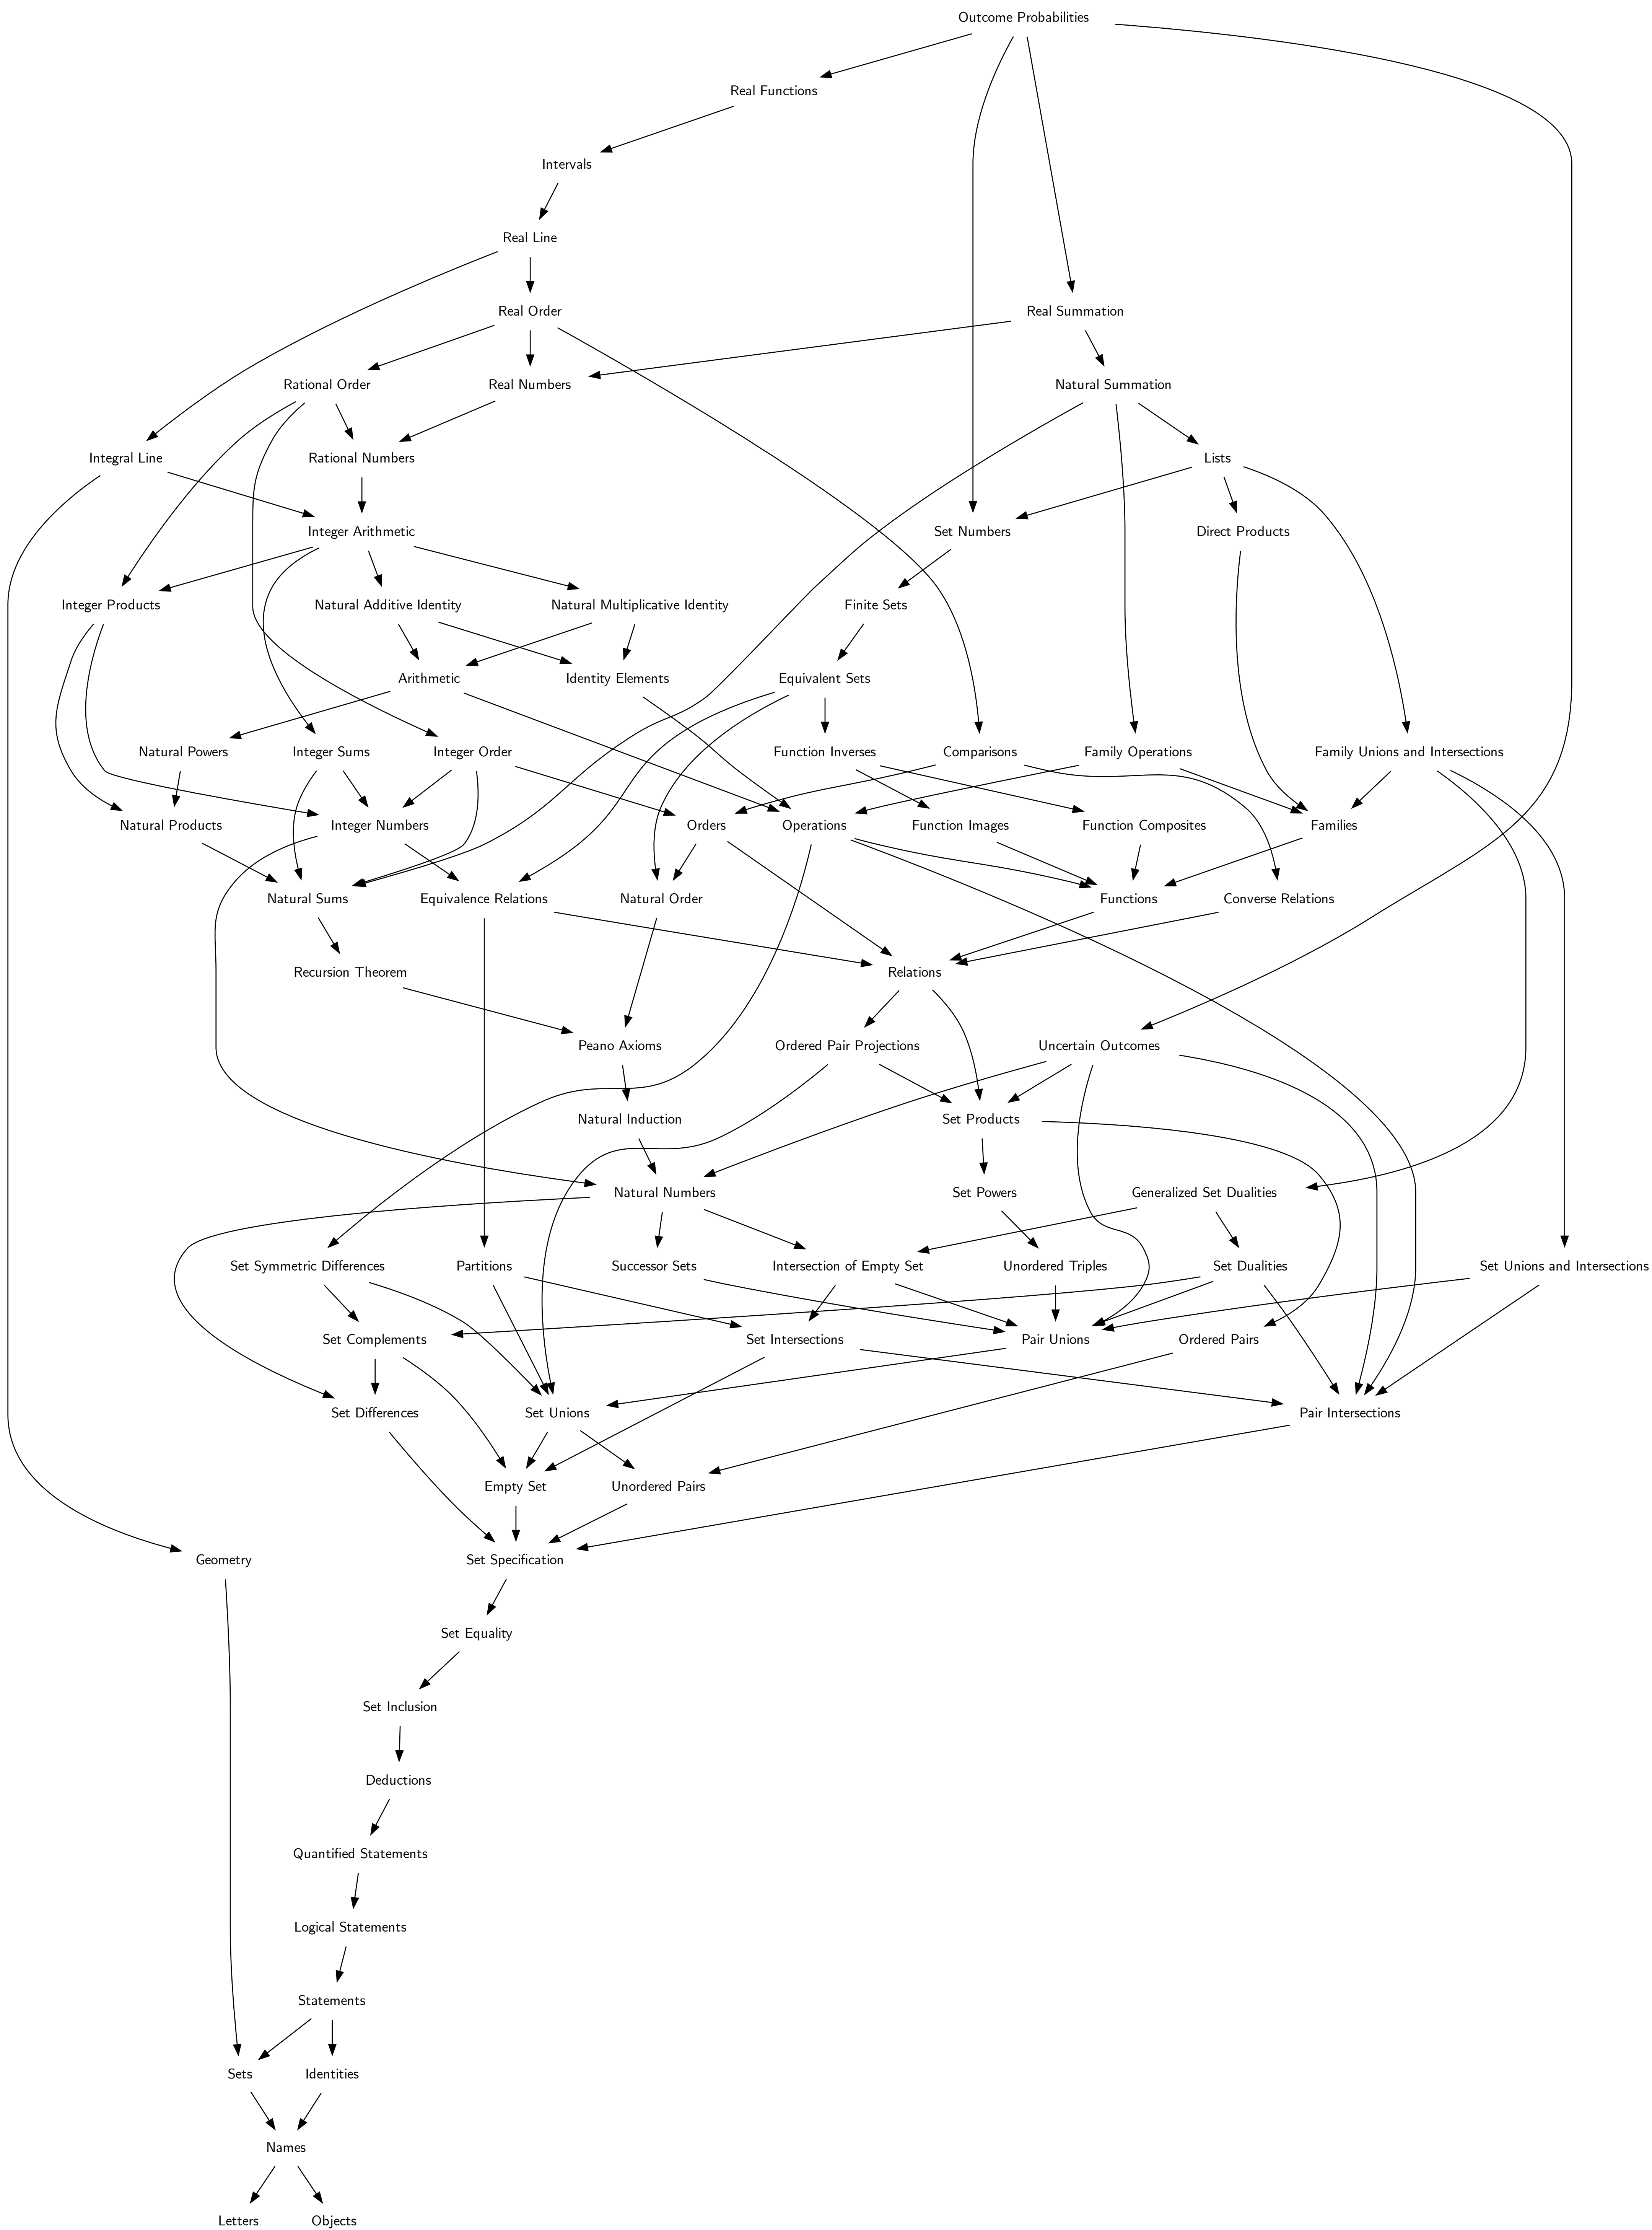 Outcome Probabilities
Real Functions
Intervals
Real Line
Real Order
Real Summation
Rational Order
Real Numbers
Natural Summation
Integral Line
Rational Numbers
Lists
Integer Arithmetic
Set Numbers
Direct Products
Integer Products
Natural Additive Identity
Natural Multiplicative Identity
Finite Sets
Arithmetic
Identity Elements
Equivalent Sets
Natural Powers
Integer Sums
Integer Order
Function Inverses
Comparisons
Family Operations
Family Unions and Intersections
Natural Products
Integer Numbers
Orders
Operations
Function Images
Function Composites
Families
Natural Sums
Equivalence Relations
Natural Order
Functions
Converse Relations
Recursion Theorem
Relations
Peano Axioms
Ordered Pair Projections
Uncertain Outcomes
Natural Induction
Set Products
Natural Numbers
Set Powers
Generalized Set Dualities
Set Symmetric Differences
Partitions
Successor Sets
Intersection of Empty Set
Unordered Triples
Set Dualities
Set Unions and Intersections
Set Complements
Set Intersections
Pair Unions
Ordered Pairs
Set Differences
Set Unions
Pair Intersections
Empty Set
Unordered Pairs
Geometry
Set Specification
Set Equality
Set Inclusion
Deductions
Quantified Statements
Logical Statements
Statements
Sets
Identities
Names
Letters
Objects